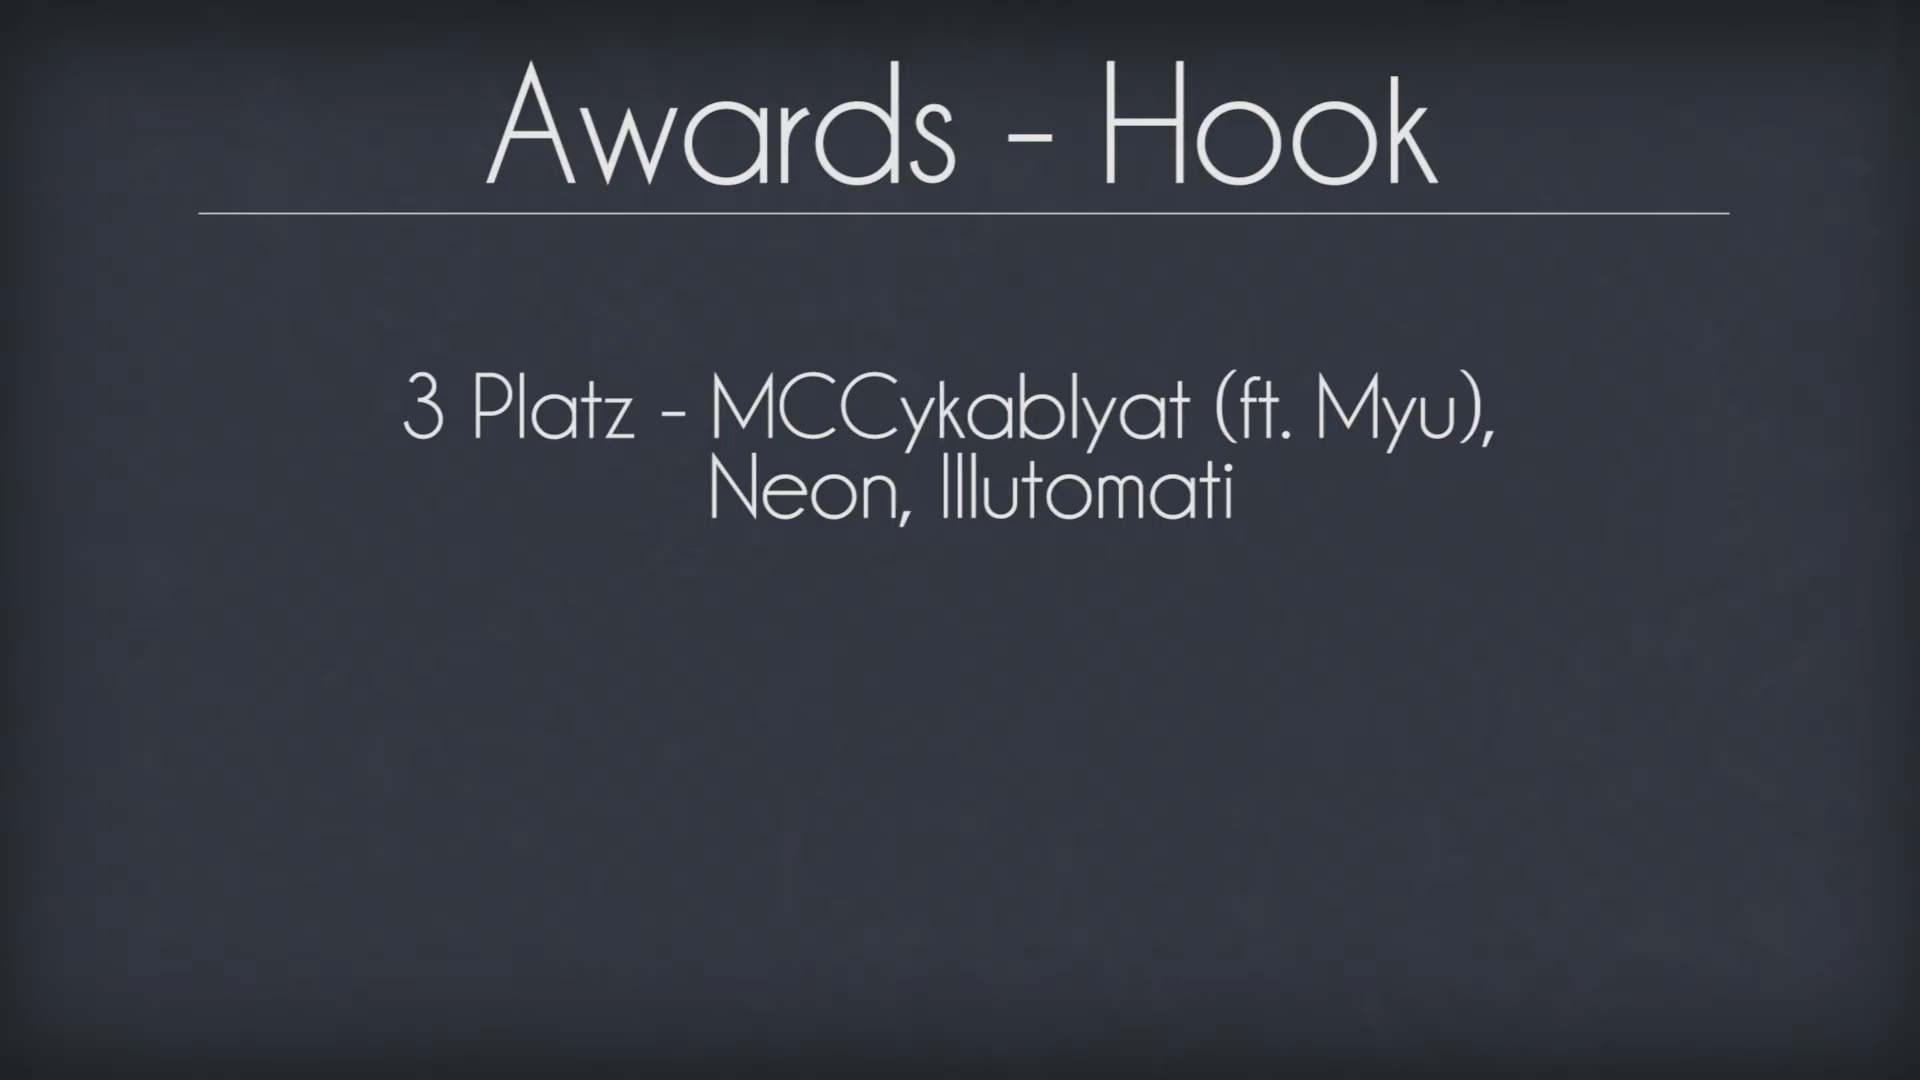 Awards - Hook
3 Platz - MCCykablyat (ft. Myu),
Neon, Illutomati